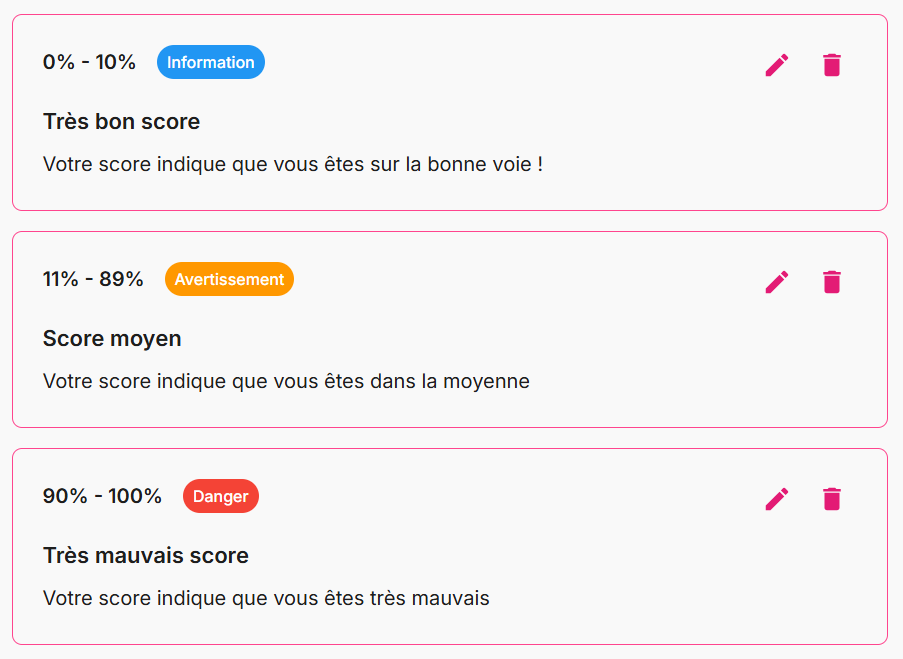 0% - 10% Information
Très bon score
Votre score indique que vous êtes sur la bonne voie !
11% - 89% Avertissement
Score moyen
Votre score indique que vous êtes dans la moyenne
90% - 100% Danger
Très mauvais score
Votre score indique que vous êtes très mauvais